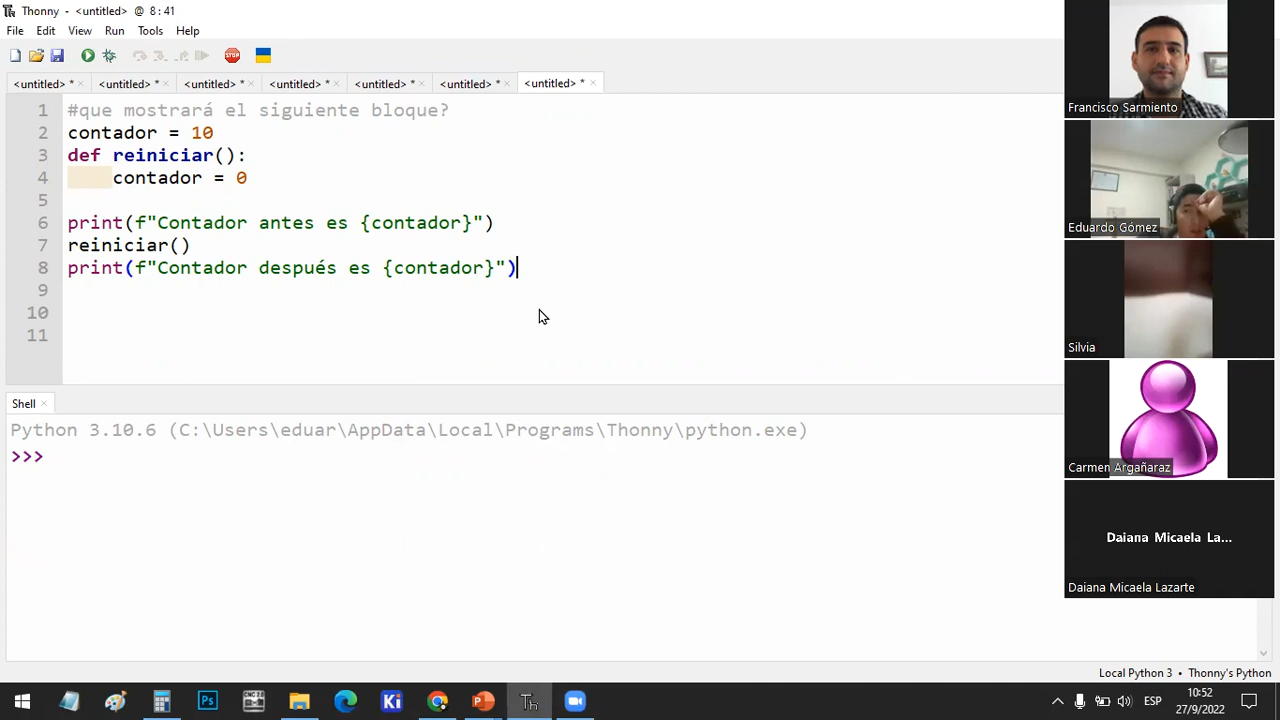 Thonny - <untitled> @ 8:41
File Edit View Run Tools Help
STOP
<untitled> * <untitled> * <untitled> * <untitled> * <untitled> * <untitled> * <untitled> *
1 #que mostrará el siguiente bloque?
2 contador = 10
3 def reiniciar():
4 contador = 0
5
6 print(f"Contador antes es {contador}")
7 reiniciar()
8 print(f"Contador después es {contador}")
9
10
11
Shell
Python 3.10.6 (C:\Users\eduar\AppData\Local\Programs\Thonny\python.exe)
>>>
Francisco Sarmiento
Eduardo Gómez
Silvia
Carmen Argañaraz
Daiana Micaela La...
Daiana Micaela Lazarte
Local Python 3 • Thonny's Python
Ps
Ki
Th
ESP
10:52
27/9/2022